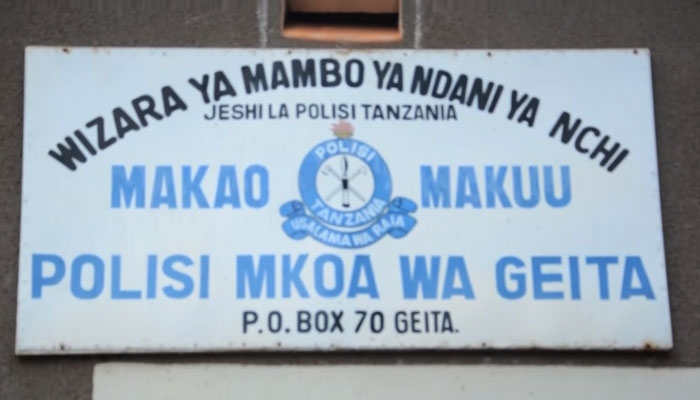 WIZARA YA MAMBO YA NDANI YA NCHI
JESHI LA POLISI TANZANIA
MAKAO MAKUU
POLISI
TANZANIA
USALAMA WA RAIA
POLISI MKOA WA GEITA
P.O. BOX 70 GEITA.